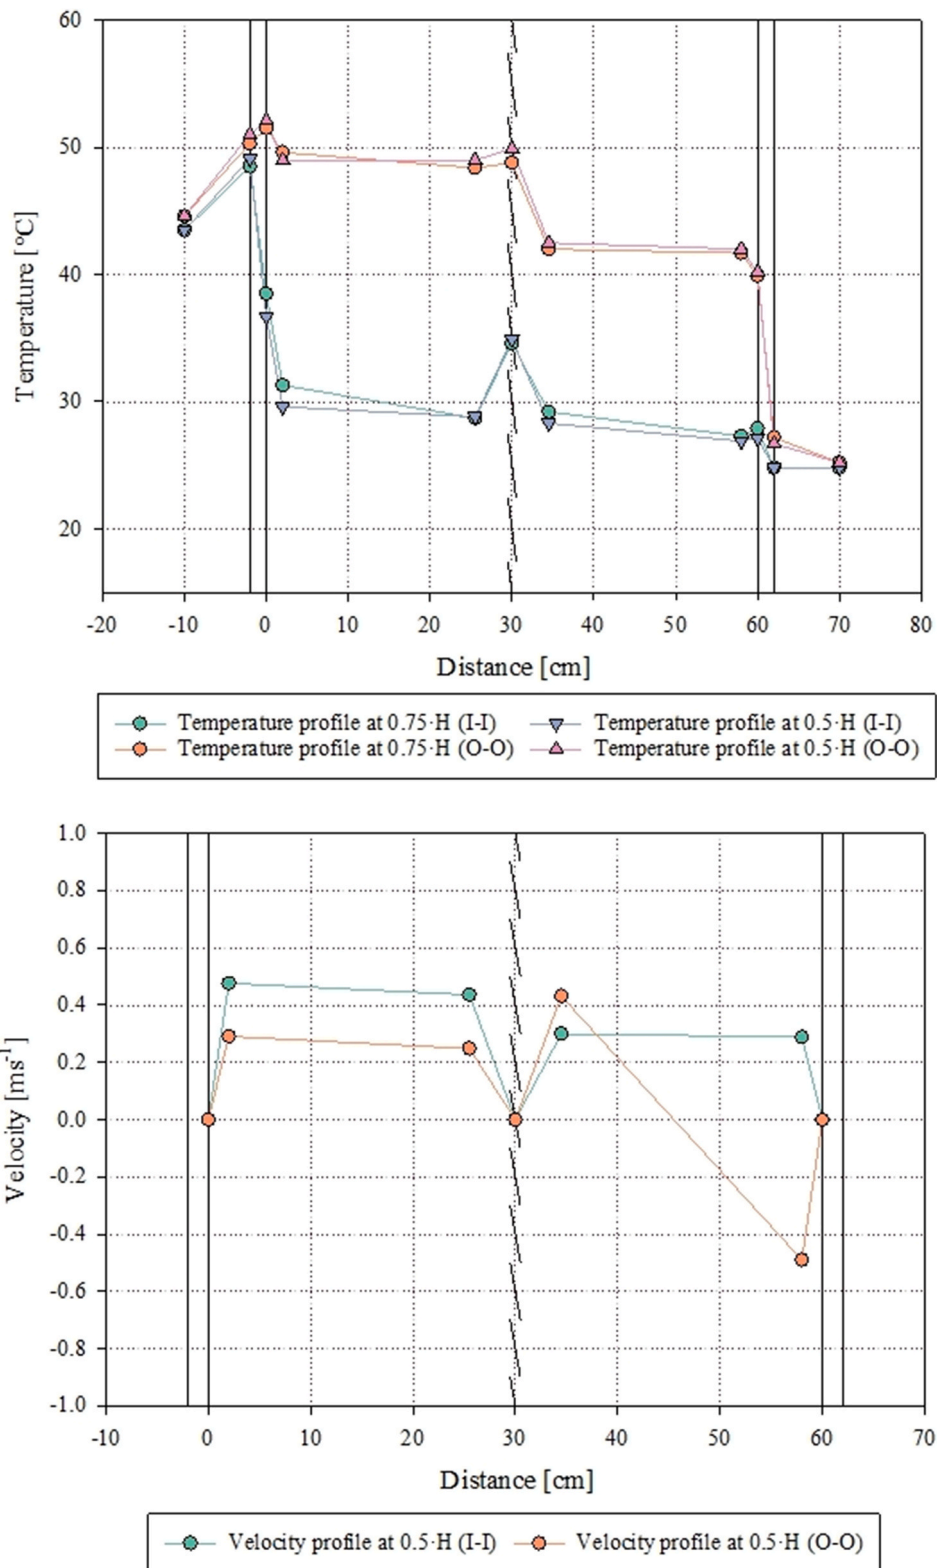 60
50
40
30
20
Temperature [°C]
-20 -10 0 10 20 30 40 50 60 70 80
Distance [cm]
Temperature profile at 0.75·H (I-I) Temperature profile at 0.5·H (I-I)
Temperature profile at 0.75·H (O-O) Temperature profile at 0.5·H (O-O)
1.0
0.8
0.6
0.4
0.2
0.0
-0.2
-0.4
-0.6
-0.8
-1.0
Velocity [ms⁻¹]
-10 0 10 20 30 40 50 60 70
Distance [cm]
Velocity profile at 0.5·H (I-I) Velocity profile at 0.5·H (O-O)